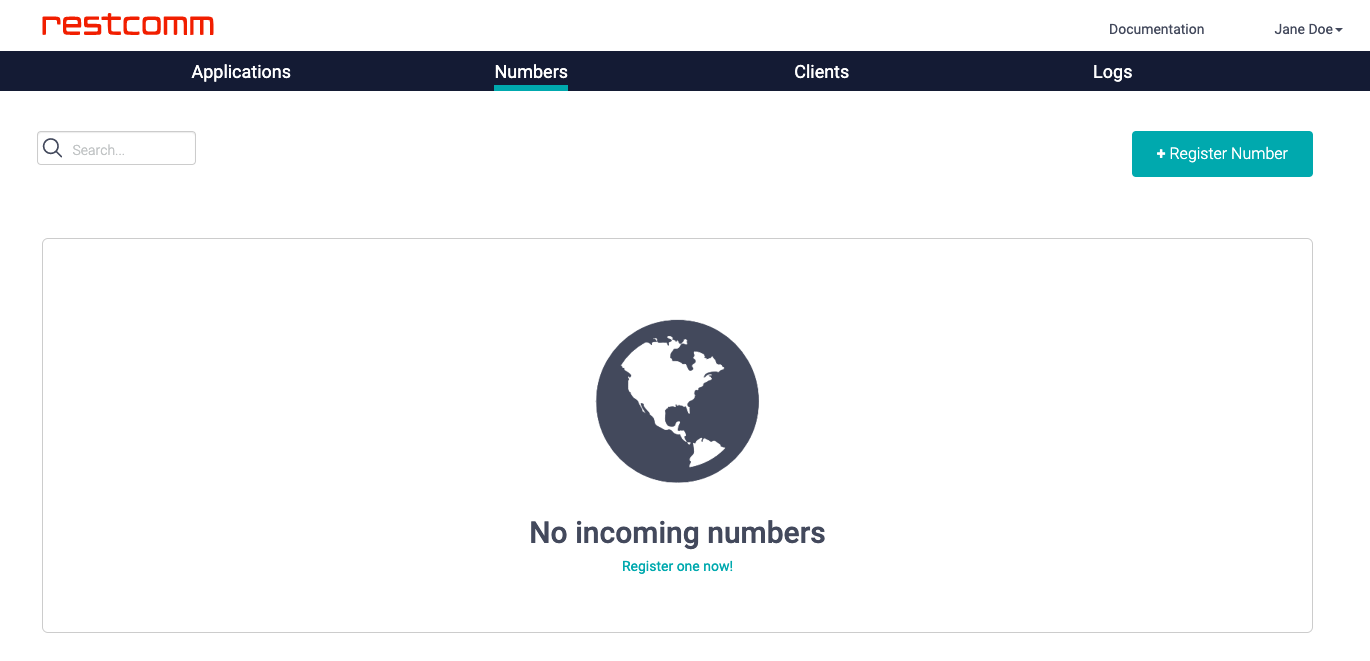 restcomm
Documentation Jane Doe
Applications Numbers Clients Logs
Search...
+ Register Number
No incoming numbers
Register one now!